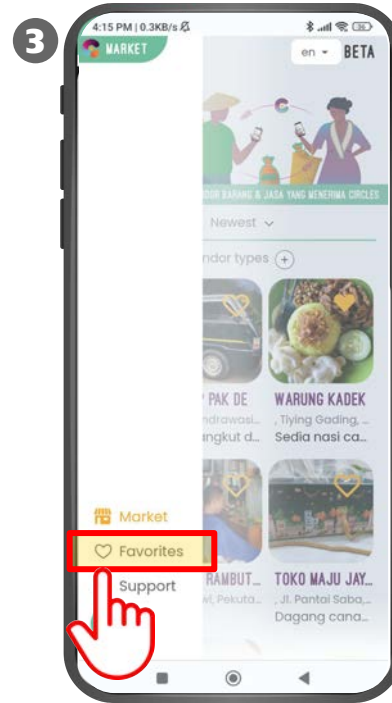 3
4:15 PM | 0.3KB/s
MARKET
en
BETA
DOR BARANG & JASA YANG MENERIMA CIRCLES
Newest
ndor types
PAK DE
WARUNG KADEK
ndrawasi...
, Tiying Gading, ...
angkut d...
Sedia nasi ca...
Market
Favorites
Support
RAMBUT...
TOKO MAJU JAY...
wi, Pekuta...
, Jl. Pantai Saba,...
Dagang cana...